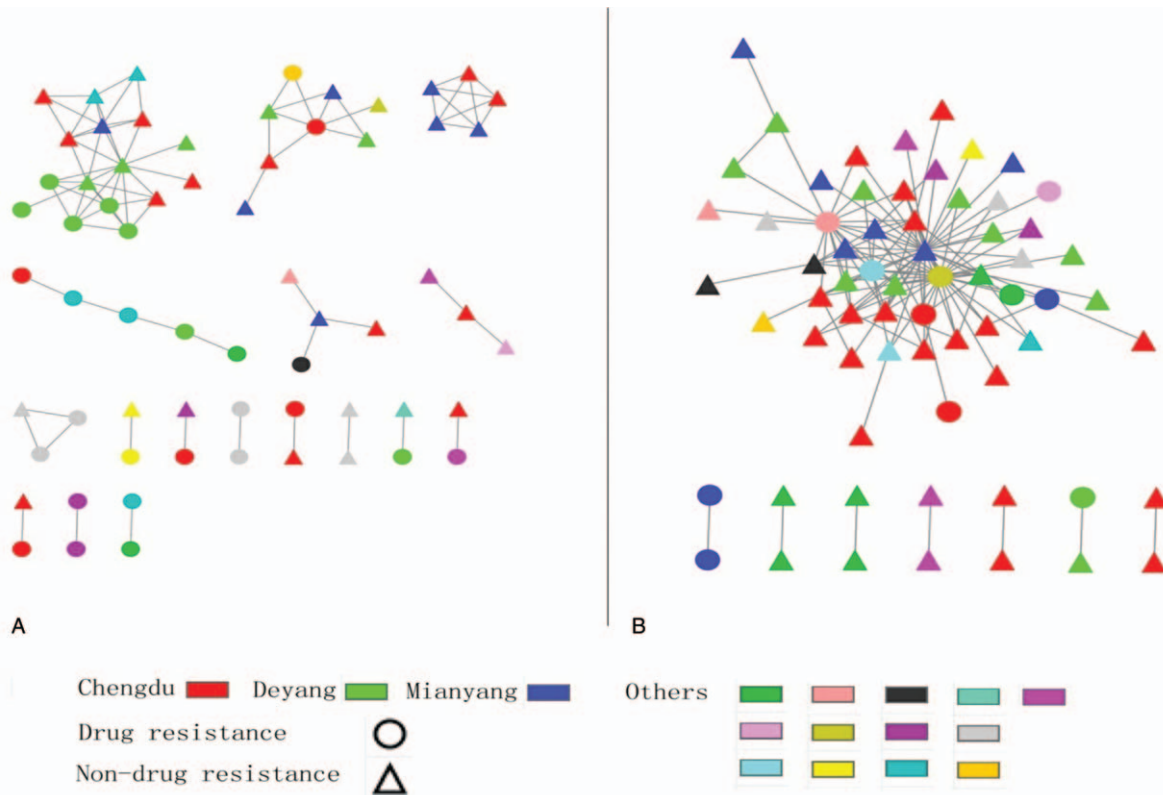 A
B
Chengdu Deyang Mianyang Others
Drug resistance
Non-drug resistance